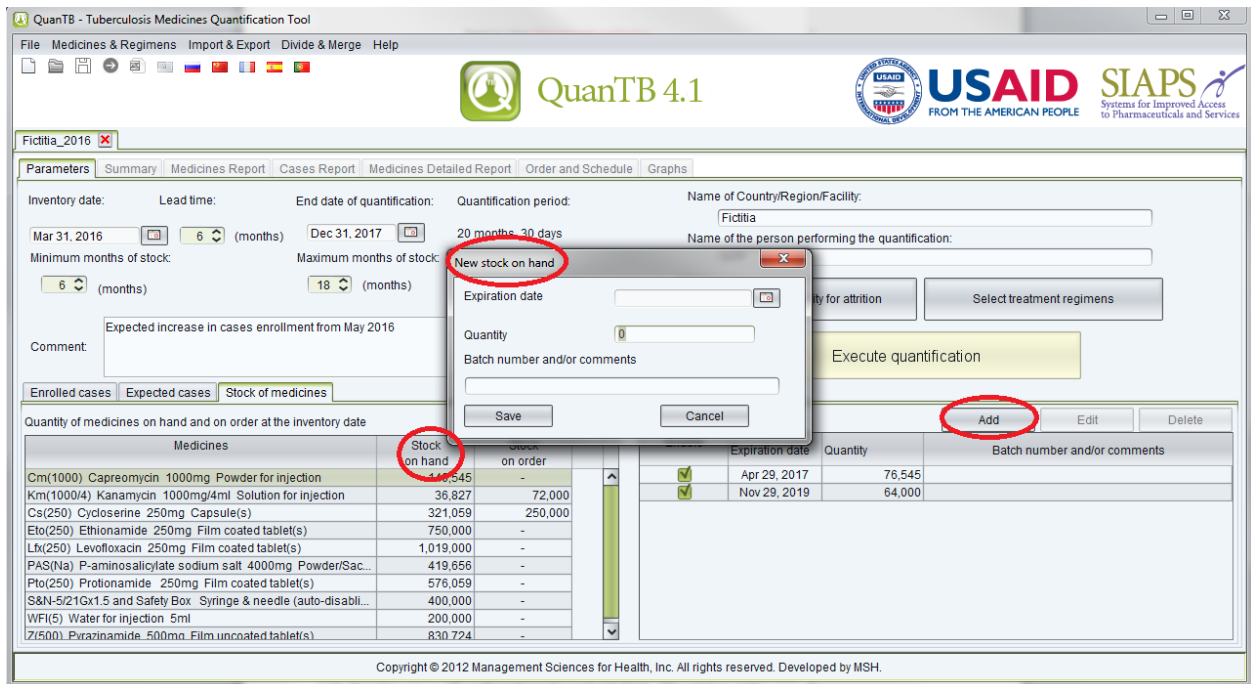 QuanTB - Tuberculosis Medicines Quantification Tool
File Medicines & Regimens Import & Export Divide & Merge Help
QuanTB 4.1
USAID
USAID
FROM THE AMERICAN PEOPLE
SIAPS
Systems for Improved Access
to Pharmaceuticals and Services
Fictitia_2016
Parameters Summary Medicines Report Cases Report Medicines Detailed Report Order and Schedule Graphs
Inventory date: Lead time: End date of quantification: Quantification period: Name of Country/Region/Facility:
Fictitia
Mar 31, 2016 6 (months) Dec 31, 2017 20 months, 30 days Name of the person performing the quantification:
Minimum months of stock: Maximum months of stock:
6 (months) 18 (months)
New stock on hand
Expiration date
Quantity 0
Batch number and/or comments
Save Cancel
for attrition Select treatment regimens
Comment: Expected increase in cases enrollment from May 2016
Execute quantification
Enrolled cases Expected cases Stock of medicines
Quantity of medicines on hand and on order at the inventory date
Add Edit Delete
Medicines Stock on hand Stock on order
Expiration date Quantity Batch number and/or comments
Cm(1000) Capreomycin 1000mg Powder for injection 140,545 -
Km(1000/4) Kanamycin 1000mg/4ml Solution for injection 36,827 72,000
Cs(250) Cycloserine 250mg Capsule(s) 321,059 250,000
Eto(250) Ethionamide 250mg Film coated tablet(s) 750,000 -
Lfx(250) Levofloxacin 250mg Film coated tablet(s) 1,019,000 -
PAS(Na) P-aminosalicylate sodium salt 4000mg Powder/Sac... 419,656 -
Pto(250) Protionamide 250mg Film coated tablet(s) 576,059 -
S&N-5/21Gx1.5 and Safety Box Syringe & needle (auto-disabli... 400,000 -
WFI(5) Water for injection 5ml 200,000 -
Z(500) Pyrazinamide 500mg Film uncoated tablet(s) 830,724 -
Apr 29, 2017 76,545
Nov 29, 2019 64,000
Copyright © 2012 Management Sciences for Health, Inc. All rights reserved. Developed by MSH.